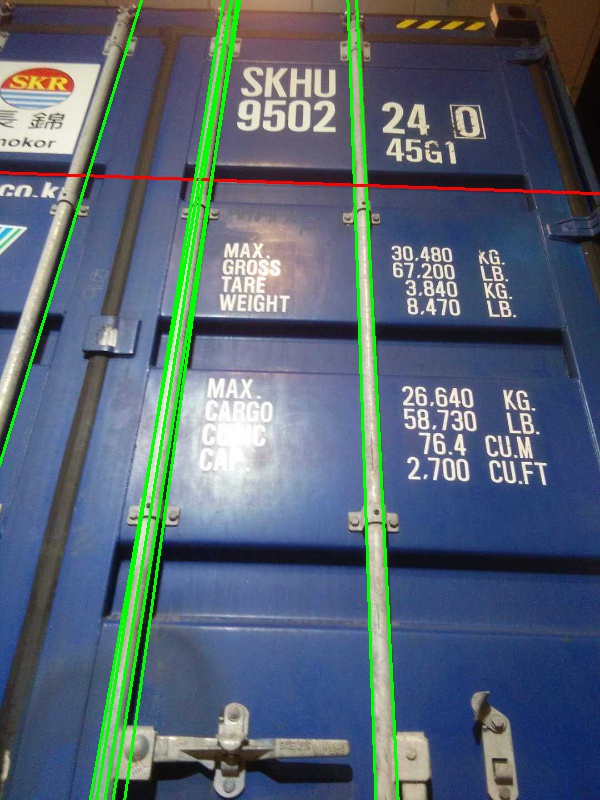 SKR
長錦
nokor
co.k
SKHU
9502 24 0
45G1
MAX. 30,480 KG.
GROSS 67,200 LB.
TARE 3,840 KG.
WEIGHT 8,470 LB.
MAX. 26,640 KG.
CARGO 58,730 LB.
CUBIC 76.4 CU.M
CAP. 2,700 CU.FT